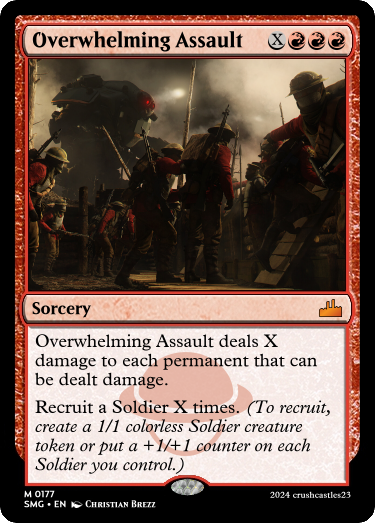 Overwhelming Assault X
Sorcery
Overwhelming Assault deals X
damage to each permanent that can
be dealt damage.
Recruit a Soldier X times. (To recruit,
create a 1/1 colorless Soldier creature
token or put a +1/+1 counter on each
Soldier you control.)
M 0177
SMG • EN Christian Brezz
2024 crushcastles23